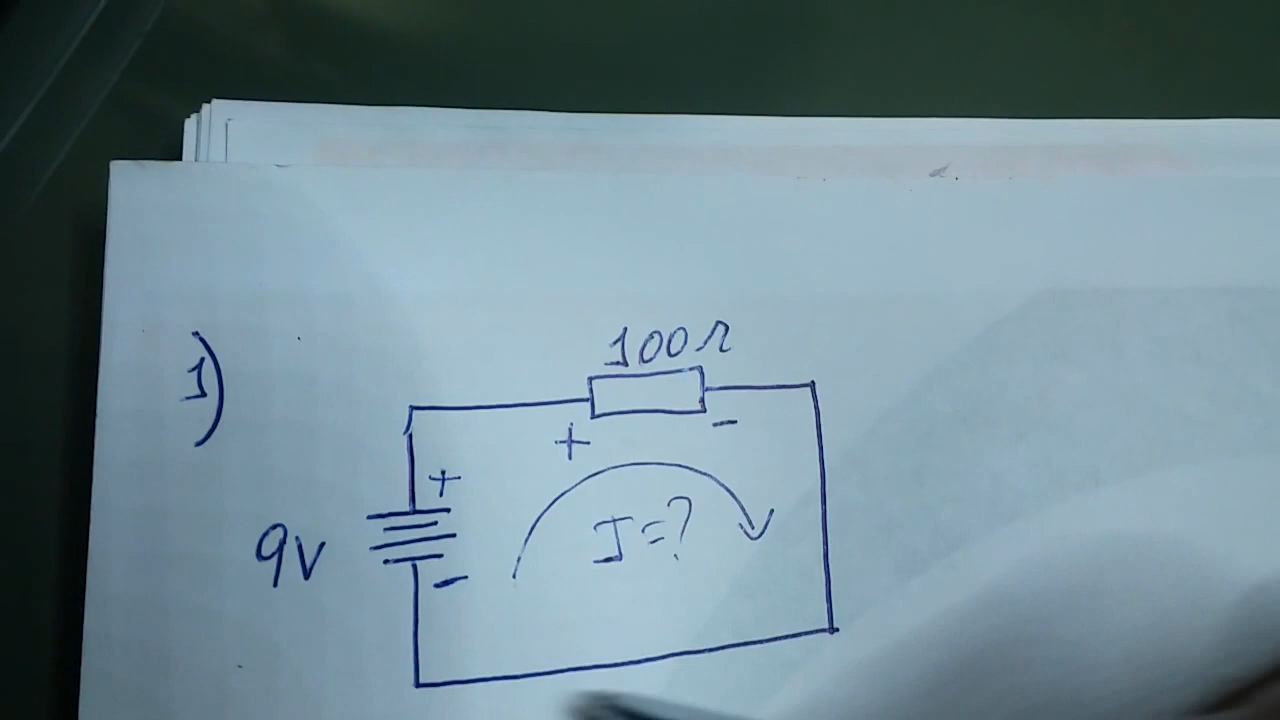 1)
100Ω
+ -
+
9V
I=?
-